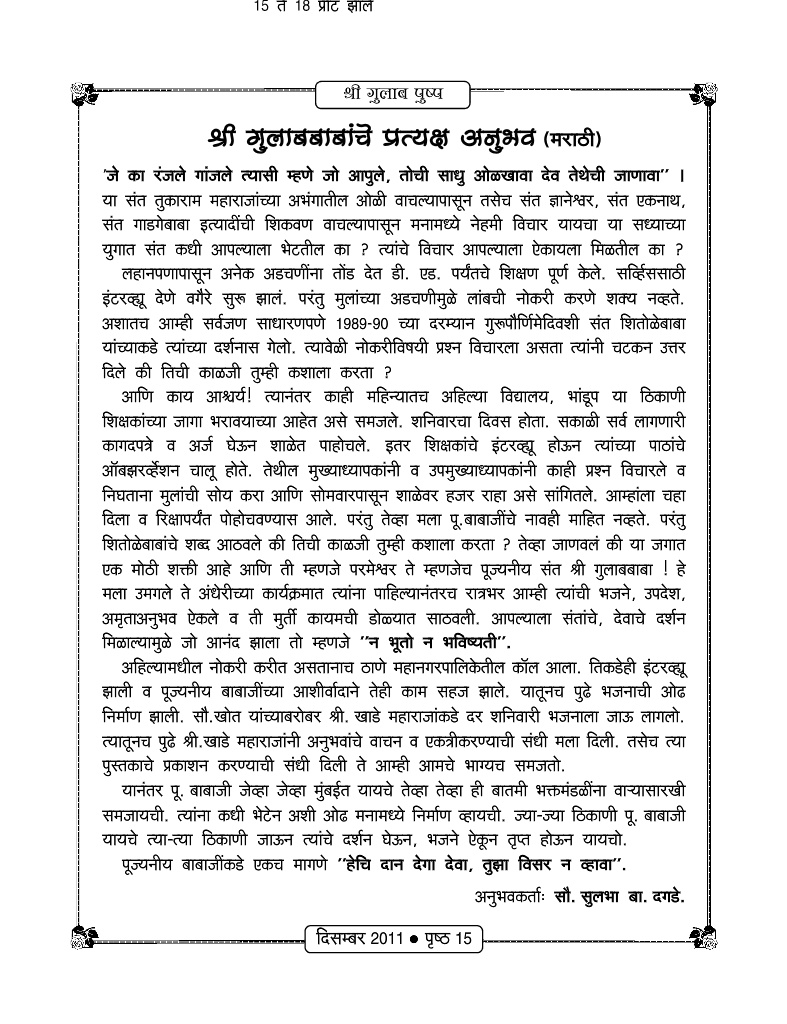 15 ते 18 प्रोट झाले
श्री गुलाब पुष्प
श्री गुलाबबाबांचे प्रत्यक्ष अनुभव (मराठी)
'जे का रंजले गांजले त्यासी म्हणे जो आपुले, तोची साधु ओळखावा देव तेथेची जाणावा" ।
या संत तुकाराम महाराजांच्या अभंगातील ओळी वाचल्यापासून तसेच संत ज्ञानेश्वर, संत एकनाथ,
संत गाडगेबाबा इत्यादींची शिकवण वाचल्यापासून मनामध्ये नेहमी विचार यायचा या सध्याच्या
युगात संत कधी आपल्याला भेटतील का ? त्यांचे विचार आपल्याला ऐकायला मिळतील का ?
लहानपणापासून अनेक अडचणींना तोंड देत डी. एड. पर्यंतचे शिक्षण पूर्ण केले. सर्व्हिससाठी
इंटरव्ह्यू देणे वगैरे सुरू झालं. परंतु मुलांच्या अडचणीमुळे लांबची नोकरी करणे शक्य नव्हते.
अशातच आम्ही सर्वजण साधारणपणे 1989-90 च्या दरम्यान गुरूपौर्णिमेदिवशी संत शितोळेबाबा
यांच्याकडे त्यांच्या दर्शनास गेलो. त्यावेळी नोकरीविषयी प्रश्न विचारला असता त्यांनी चटकन उत्तर
दिले की तिची काळजी तुम्ही कशाला करता ?
आणि काय आश्चर्य! त्यानंतर काही महिन्यातच अहिल्या विद्यालय, भांडूप या ठिकाणी
शिक्षकांच्या जागा भरावयाच्या आहेत असे समजले. शनिवारचा दिवस होता. सकाळी सर्व लागणारी
कागदपत्रे व अर्ज घेऊन शाळेत पाहोचले. इतर शिक्षकांचे इंटरव्ह्यू होऊन त्यांच्या पाठांचे
ऑबझरर्व्हेशन चालू होते. तेथील मुख्याध्यापकांनी व उपमुख्याध्यापकांनी काही प्रश्न विचारले व
निघताना मुलांची सोय करा आणि सोमवारपासून शाळेवर हजर राहा असे सांगितले. आम्हांला चहा
दिला व रिक्षापर्यंत पोहोचवण्यास आले. परंतु तेव्हा मला पू.बाबाजींचे नावही माहित नव्हते. परंतु
शितोळेबाबांचे शब्द आठवले की तिची काळजी तुम्ही कशाला करता ? तेव्हा जाणवलं की या जगात
एक मोठी शक्ती आहे आणि ती म्हणजे परमेश्वर ते म्हणजेच पूज्यनीय संत श्री गुलाबबाबा ! हे
मला उमगले ते अंधेरीच्या कार्यक्रमात त्यांना पाहिल्यानंतरच रात्रभर आम्ही त्यांची भजने, उपदेश,
अमृताअनुभव ऐकले व ती मुर्ती कायमची डोळ्यात साठवली. आपल्याला संतांचे, देवाचे दर्शन
मिळाल्यामुळे जो आनंद झाला तो म्हणजे "न भूतो न भविष्यती".
अहिल्यामधील नोकरी करीत असतानाच ठाणे महानगरपालिकेतील कॉल आला. तिकडेही इंटरव्ह्यू
झाली व पूज्यनीय बाबाजींच्या आशीर्वादाने तेही काम सहज झाले. यातूनच पुढे भजनाची ओढ
निर्माण झाली. सौ.खोत यांच्याबरोबर श्री. खाडे महाराजांकडे दर शनिवारी भजनाला जाऊ लागलो.
त्यातूनच पुढे श्री.खाडे महाराजांनी अनुभवांचे वाचन व एकत्रीकरण्याची संधी मला दिली. तसेच त्या
पुस्तकाचे प्रकाशन करण्याची संधी दिली ते आम्ही आमचे भाग्यच समजतो.
यानंतर पू. बाबाजी जेव्हा जेव्हा मुंबईत यायचे तेव्हा तेव्हा ही बातमी भक्तमंडळींना वाऱ्यासारखी
समजायची. त्यांना कधी भेटेन अशी ओढ मनामध्ये निर्माण व्हायची. ज्या-ज्या ठिकाणी पू. बाबाजी
यायचे त्या-त्या ठिकाणी जाऊन त्यांचे दर्शन घेऊन, भजने ऐकून तृप्त होऊन यायचो.
पूज्यनीय बाबाजींकडे एकच मागणे "हेचि दान देगा देवा, तुझा विसर न व्हावा".
अनुभवकर्ताः सौ. सुलभा बा. दगडे.
दिसम्बर 2011 ● पृष्ठ 15